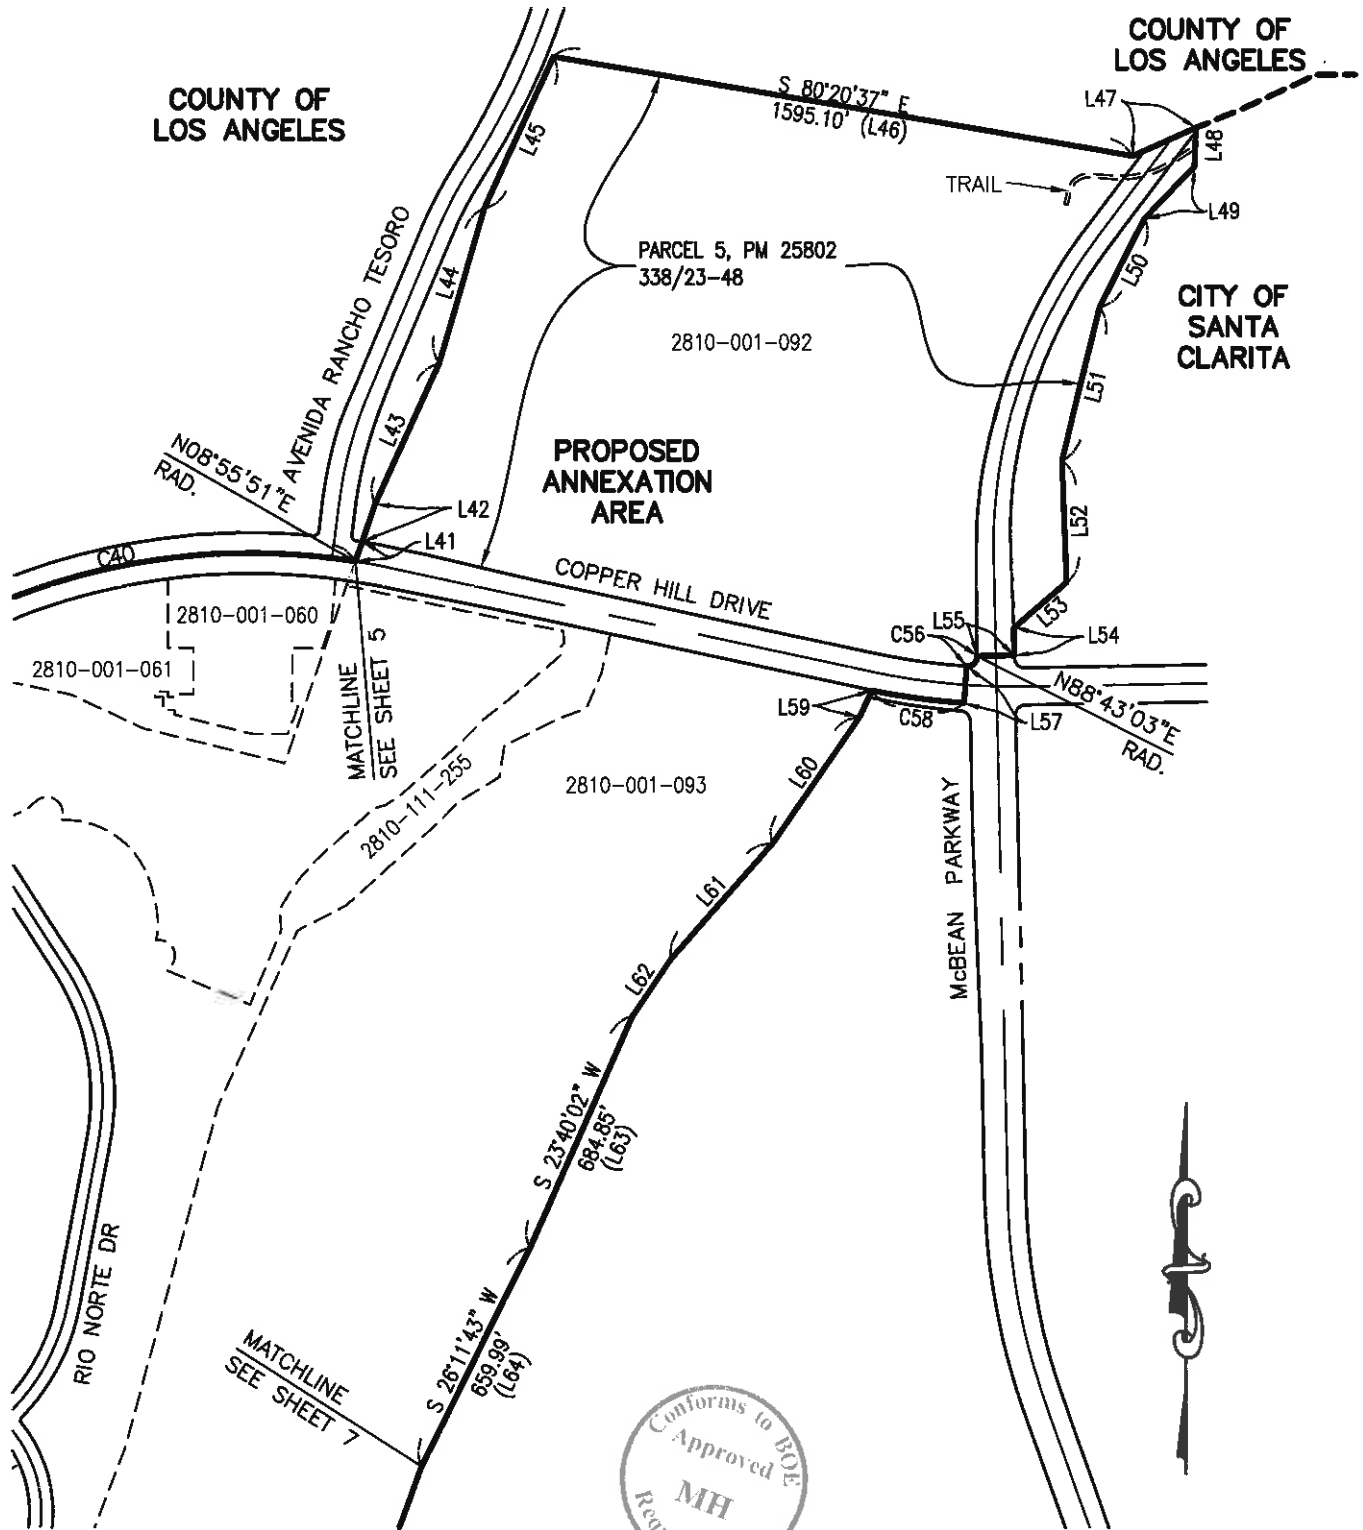 COUNTY OF
LOS ANGELES
COUNTY OF
LOS ANGELES
S 80°20'37" E
1595.10' (L46)
L47
L48
L45
TRAIL
L49
AVENIDA RANCHO TESORO
L44
PARCEL 5, PM 25802
338/23-48
L50
CITY OF
SANTA
CLARITA
2810-001-092
L51
L43
N08°55'51"E
RAD.
PROPOSED
ANNEXATION
AREA
L42
L52
L41
C40
COPPER HILL DRIVE
2810-001-060
L53
L55
C56
L54
2810-001-061
MATCHLINE
SEE SHEET 5
N88°43'03"E
RAD.
L59
C58
L57
L60
2810-001-093
2810-111-255
McBEAN PARKWAY
L61
L62
S 23°40'02" W
684.85'
(L63)
RIO NORTE DR
S 26°11'43" W
659.99'
(L64)
MATCHLINE
SEE SHEET 7
Conforms to BOE
Approved
MH